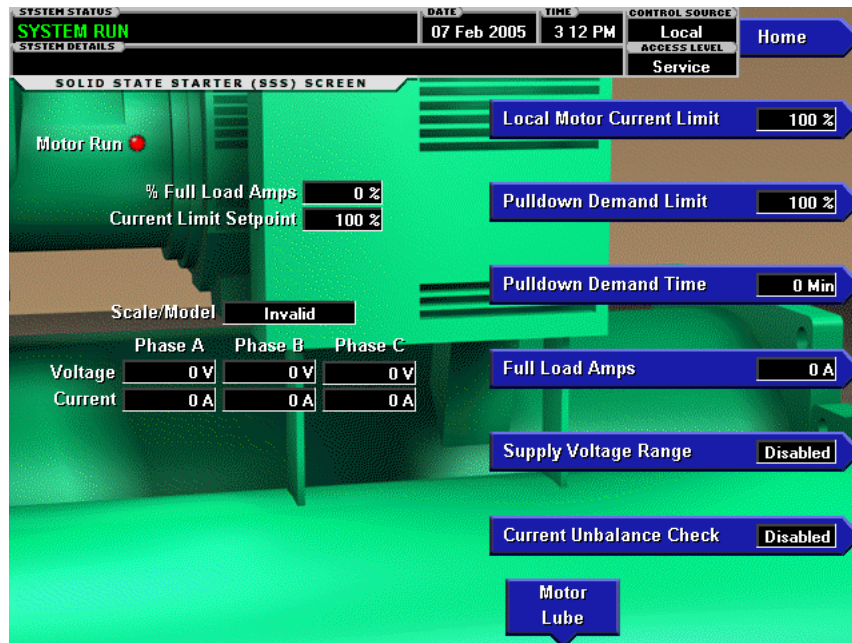 SYSTEM STATUS
SYSTEM RUN
SYSTEM DETAILS
DATE
07 Feb 2005
TIME
3 12 PM
CONTROL SOURCE
Local
ACCESS LEVEL
Service
Home
SOLID STATE STARTER (SSS) SCREEN
Motor Run
% Full Load Amps 0 %
Current Limit Setpoint 100 %
Scale/Model Invalid
Phase A Phase B Phase C
Voltage 0 V 0 V 0 V
Current 0 A 0 A 0 A
Local Motor Current Limit 100 %
Pulldown Demand Limit 100 %
Pulldown Demand Time 0 Min
Full Load Amps 0 A
Supply Voltage Range Disabled
Current Unbalance Check Disabled
Motor
Lube